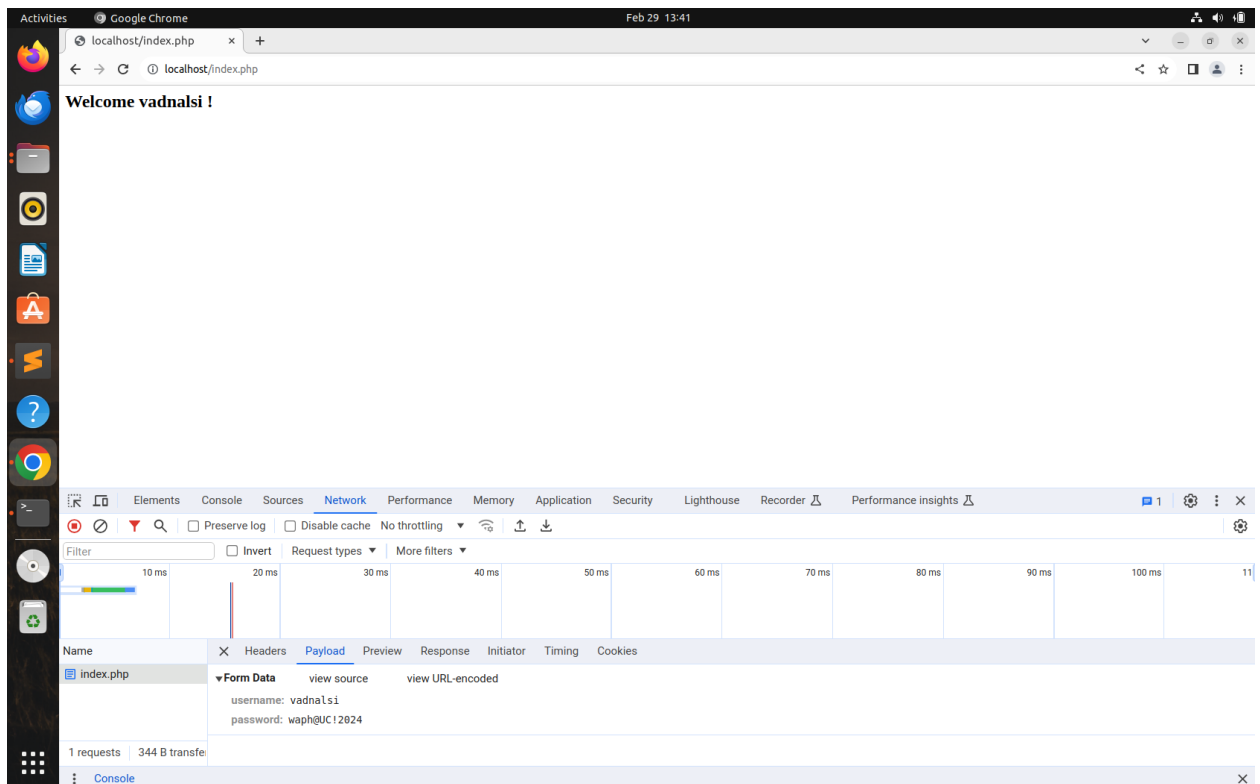 Activities Google Chrome Feb 29 13:41
localhost/index.php × +
localhost/index.php
Welcome vadnalsi !
Elements Console Sources Network Performance Memory Application Security Lighthouse Recorder Performance insights 1
Preserve log Disable cache No throttling
Filter Invert Request types More filters
10 ms 20 ms 30 ms 40 ms 50 ms 60 ms 70 ms 80 ms 90 ms 100 ms 11
Name × Headers Payload Preview Response Initiator Timing Cookies
index.php Form Data view source view URL-encoded
username: vadnalsi
password: waph@UC!2024
1 requests 344 B transfe
Console